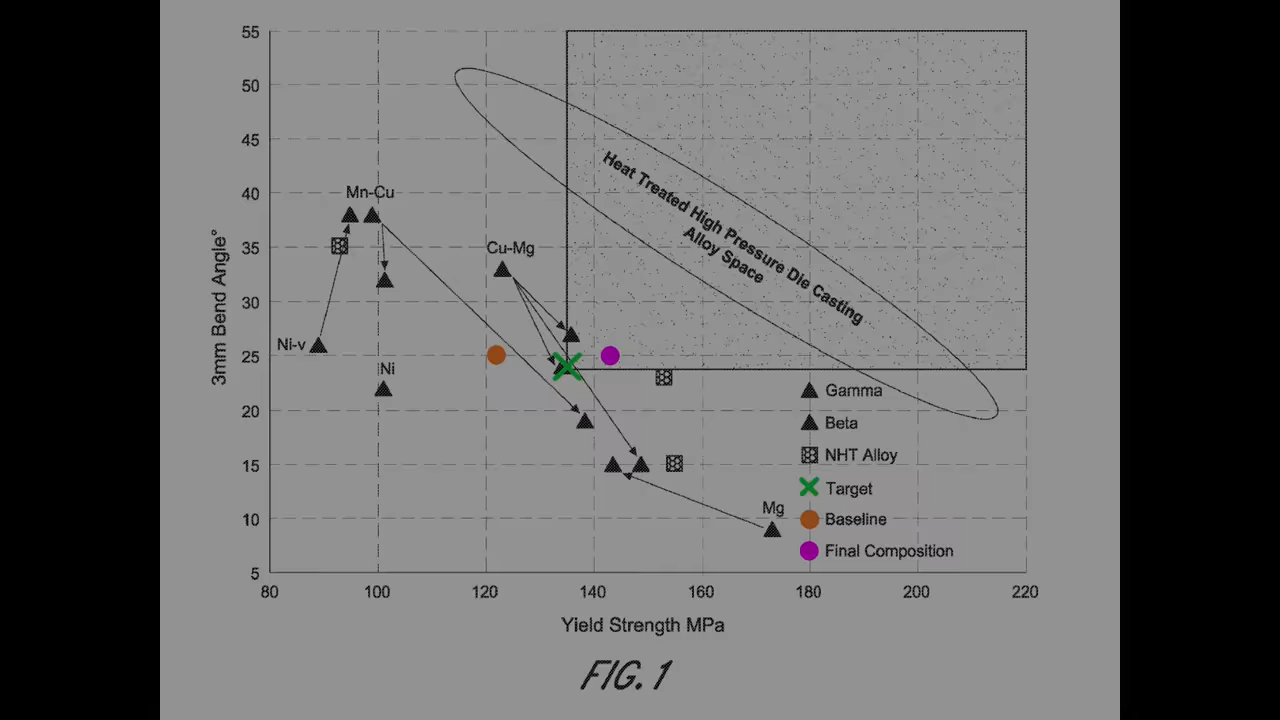 55
50
45
40
35
30
25
20
15
10
5
80
100
120
140
160
180
200
220
3mm Bend Angle°
Yield Strength MPa
Mn-Cu
Cu-Mg
Ni-v
Ni
Mg
Heat Treated High Pressure Die Casting
Alloy Space
Gamma
Beta
NHT Alloy
Target
Baseline
Final Composition
FIG. 1